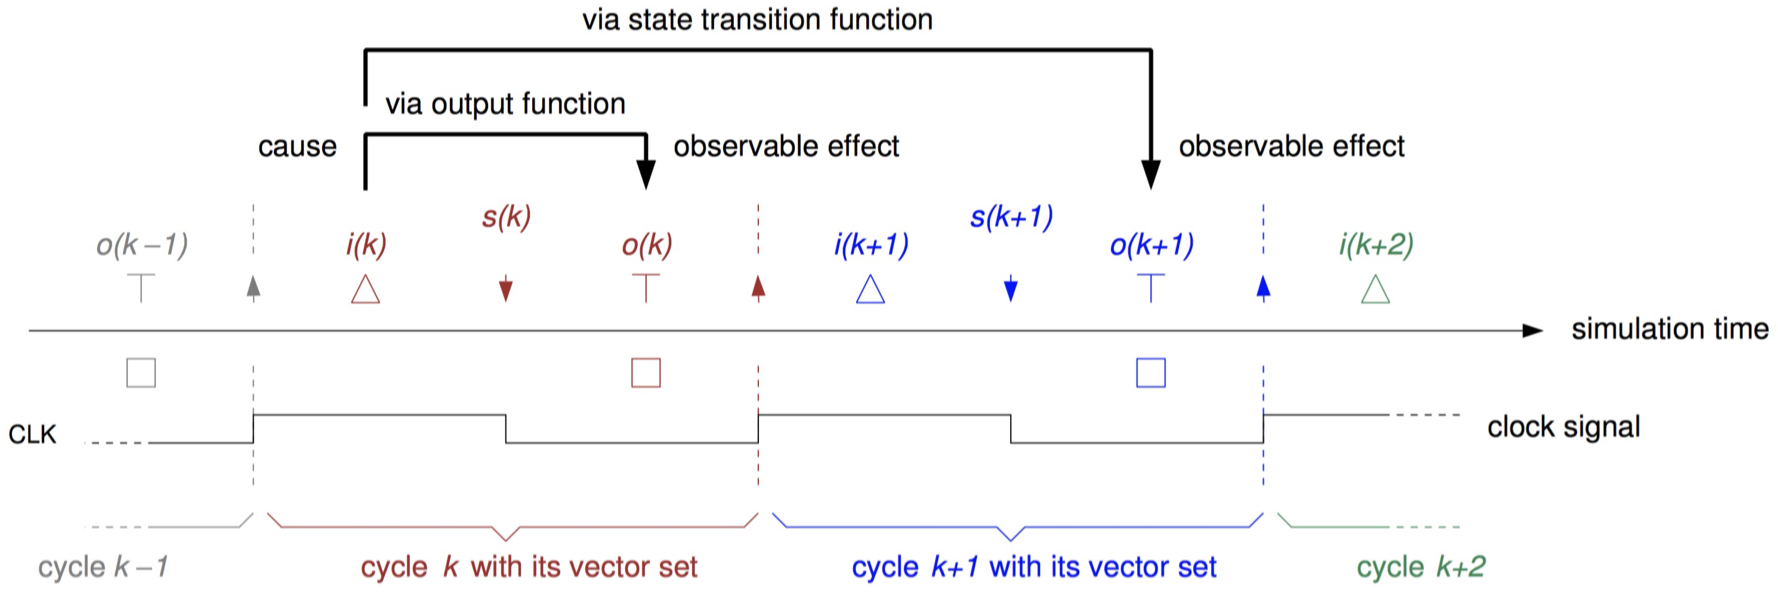 via state transition function
via output function
cause
observable effect
observable effect
s(k)
s(k+1)
o(k−1)
i(k)
o(k)
i(k+1)
o(k+1)
i(k+2)
simulation time
CLK
clock signal
cycle k−1
cycle k with its vector set
cycle k+1 with its vector set
cycle k+2